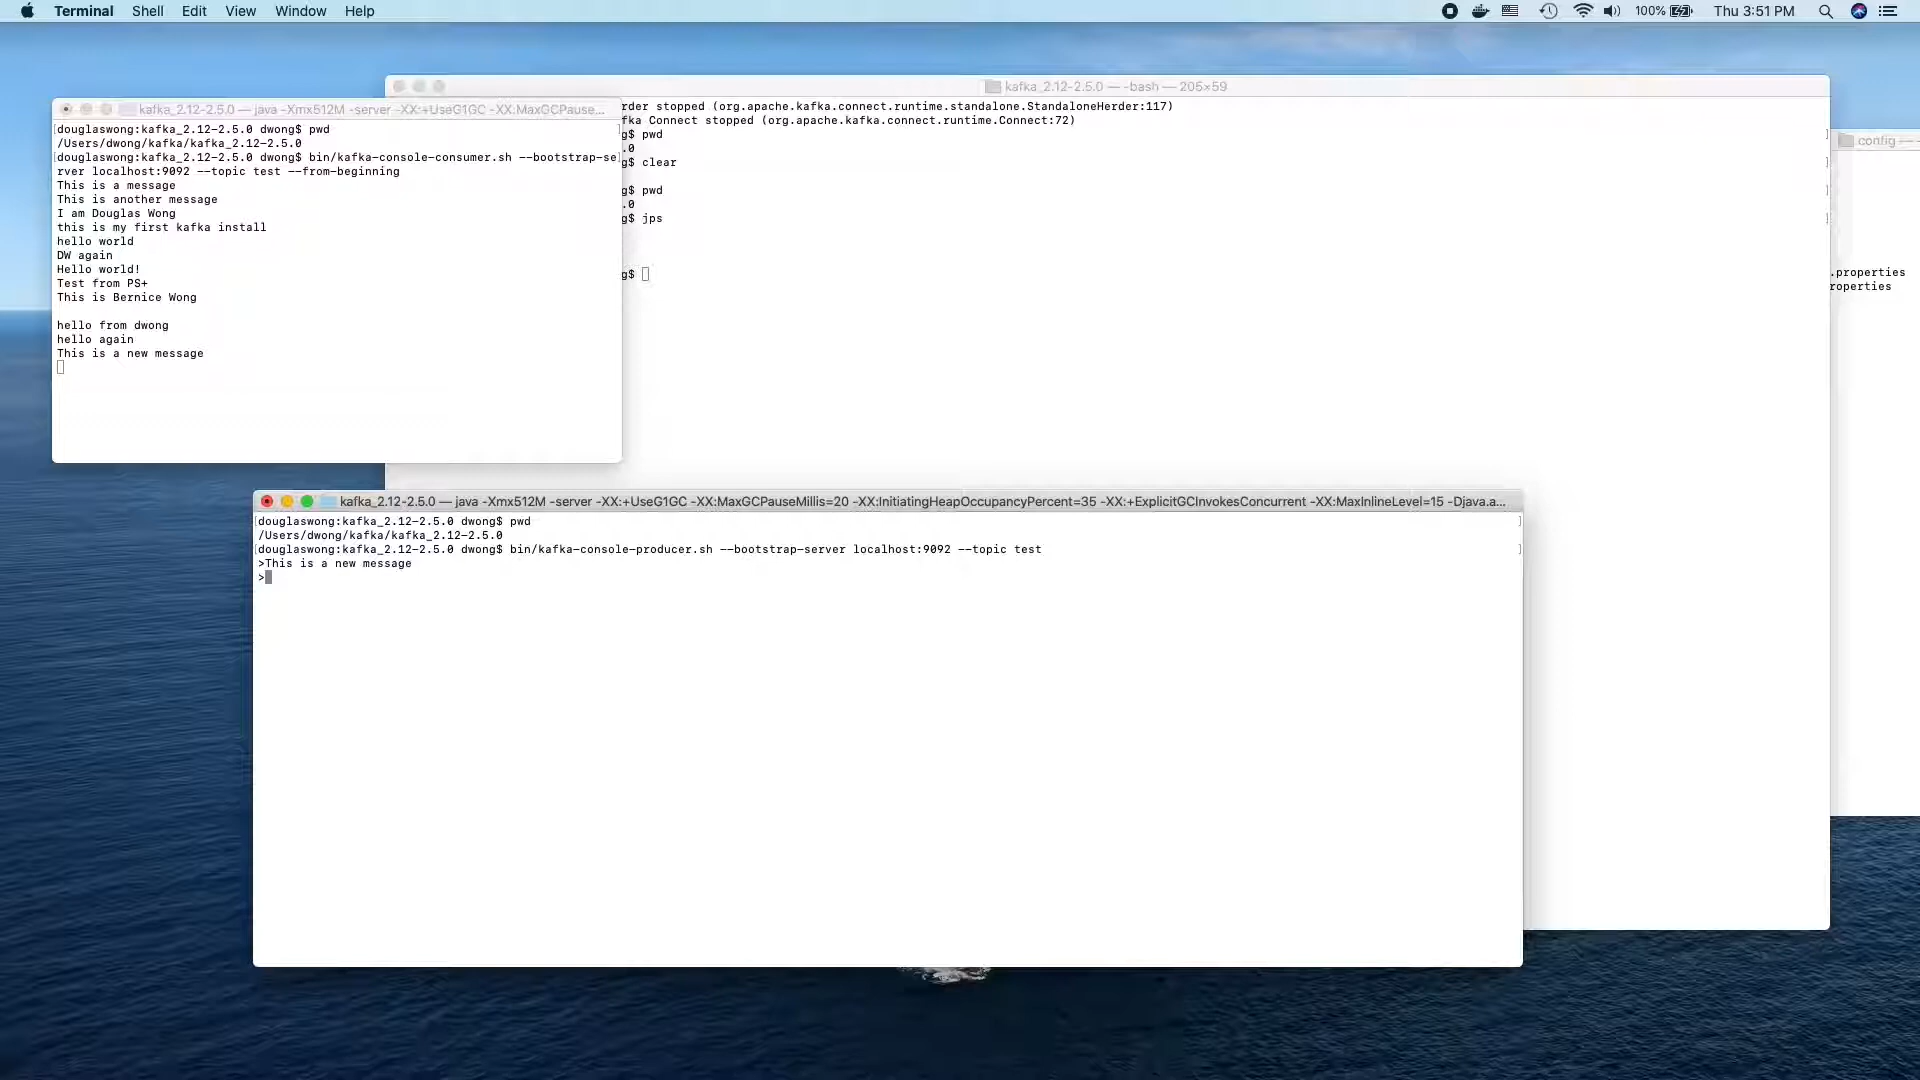 Terminal Shell Edit View Window Help 100% Thu 3:51 PM
kafka_2.12-2.5.0 — -bash — 205×59
rder stopped (org.apache.kafka.connect.runtime.standalone.StandaloneHerder:117)
fka Connect stopped (org.apache.kafka.connect.runtime.Connect:72)
g$ pwd
.0
g$ clear
g$ pwd
.0
g$ jps
g$
kafka_2.12-2.5.0 — java -Xmx512M -server -XX:+UseG1GC -XX:MaxGCPause...
[douglaswong:kafka_2.12-2.5.0 dwong$ pwd
/Users/dwong/kafka/kafka_2.12-2.5.0
[douglaswong:kafka_2.12-2.5.0 dwong$ bin/kafka-console-consumer.sh --bootstrap-se]
rver localhost:9092 --topic test --from-beginning
This is a message
This is another message
I am Douglas Wong
this is my first kafka install
hello world
DW again
Hello world!
Test from PS+
This is Bernice Wong
hello from dwong
hello again
This is a new message
config —
.properties
roperties
kafka_2.12-2.5.0 — java -Xmx512M -server -XX:+UseG1GC -XX:MaxGCPauseMillis=20 -XX:InitiatingHeapOccupancyPercent=35 -XX:+ExplicitGCInvokesConcurrent -XX:MaxInlineLevel=15 -Djava.a...
[douglaswong:kafka_2.12-2.5.0 dwong$ pwd ]
/Users/dwong/kafka/kafka_2.12-2.5.0
[douglaswong:kafka_2.12-2.5.0 dwong$ bin/kafka-console-producer.sh --bootstrap-server localhost:9092 --topic test ]
>This is a new message
>